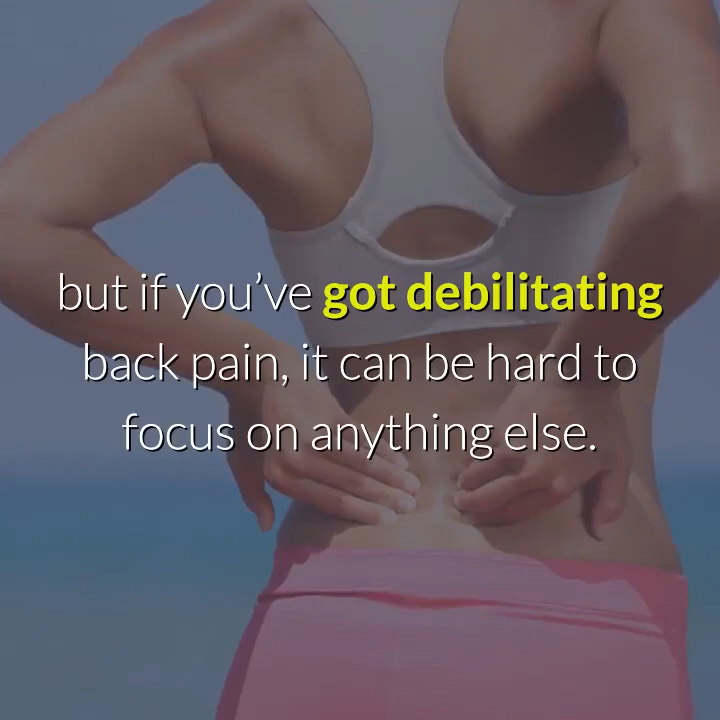 but if you’ve got debilitating
back pain, it can be hard to
focus on anything else.